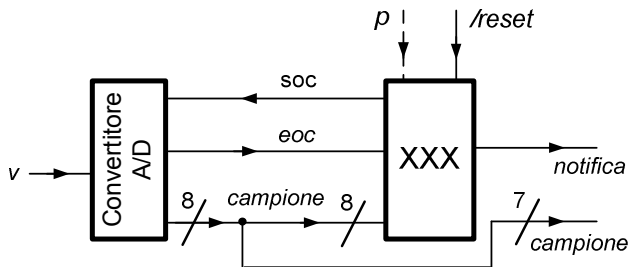 p
/reset
soc
Convertitore
A/D
eoc
XXX
v
notifica
8
campione
8
7
campione